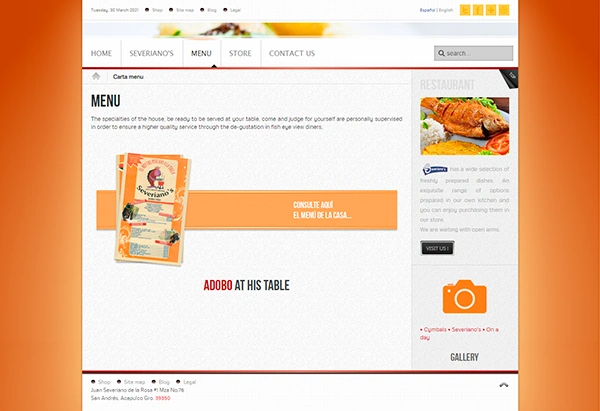 Tuesday, 30 March 2021 Shop Site map Blog Legal Español | English
HOME SEVERIANO'S MENU STORE CONTACT US search...
Carta menu
MENU
The specialties of the house, be ready to be served at your table, come and judge for yourself are personally supervised
in order to ensure a higher quality service through the de-gustation in fish eye view diners.
Severiano's
CONSULTE AQUÍ
EL MENÚ DE LA CASA...
ADOBO AT HIS TABLE
RESTAURANT
has a wide selection of
freshly prepared dishes. An
exquisite range of options
prepared in our own kitchen and
you can enjoy purchasing them in
our store.
We are waiting with open arms.
VISIT US !
• Cymbals • Severiano's • On a
day
GALLERY
Shop Site map Blog Legal
Juan Severiano de la Rosa #1 Mza No.78
San Andrés, Acapulco Gro. 39350